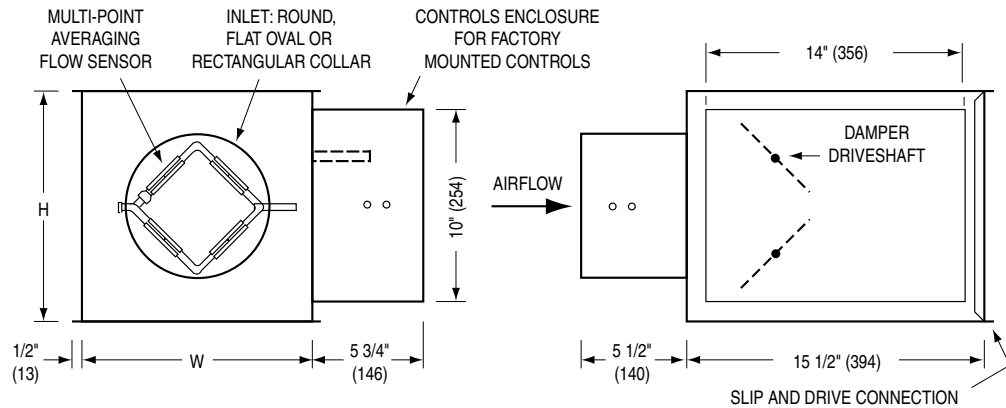 MULTI-POINT
AVERAGING
FLOW SENSOR
INLET: ROUND,
FLAT OVAL OR
RECTANGULAR COLLAR
CONTROLS ENCLOSURE
FOR FACTORY
MOUNTED CONTROLS
14" (356)
DAMPER
DRIVESHAFT
AIRFLOW
H
10" (254)
1/2"
(13)
W
5 3/4"
(146)
5 1/2"
(140)
15 1/2" (394)
SLIP AND DRIVE CONNECTION